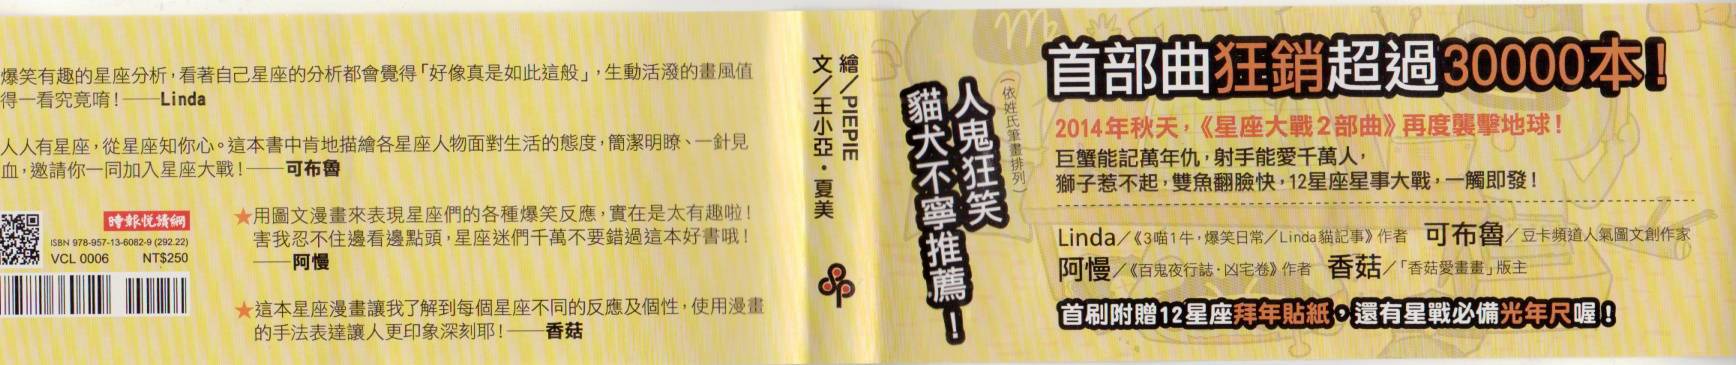 爆笑有趣的星座分析，看著自己星座的分析都會覺得「好像真是如此這般」，生動活潑的畫風值
得一看究竟唷！──Linda
人人有星座，從星座知你心。這本書中肯地描繪各星座人物面對生活的態度，簡潔明瞭、一針見
血，邀請你一同加入星座大戰！──可布魯
★用圖文漫畫來表現星座們的各種爆笑反應，實在是太有趣啦！
害我忍不住邊看邊點頭，星座迷們千萬不要錯過這本好書哦！
──阿慢
★這本星座漫畫讓我了解到每個星座不同的反應及個性，使用漫畫
的手法表達讓人更印象深刻耶！──香菇
時報悅讀網
ISBN 978-957-13-6082-9 (292.22)
VCL 0006 NT$250
繪／PIEPIE
文／王小亞・夏美
人鬼狂笑
貓犬不寧推薦！
（依姓氏筆畫排列）
首部曲狂銷超過30000本！
2014年秋天，《星座大戰2部曲》再度襲擊地球！
巨蟹能記萬年仇，射手能愛千萬人，
獅子惹不起，雙魚翻臉快，12星座星事大戰，一觸即發！
Linda／《3喵1牛，爆笑日常／Linda貓記事》作者 可布魯／豆卡頻道人氣圖文創作家
阿慢／《百鬼夜行誌・凶宅卷》作者 香菇／「香菇愛畫畫」版主
首刷附贈12星座拜年貼紙，還有星戰必備光年尺喔！